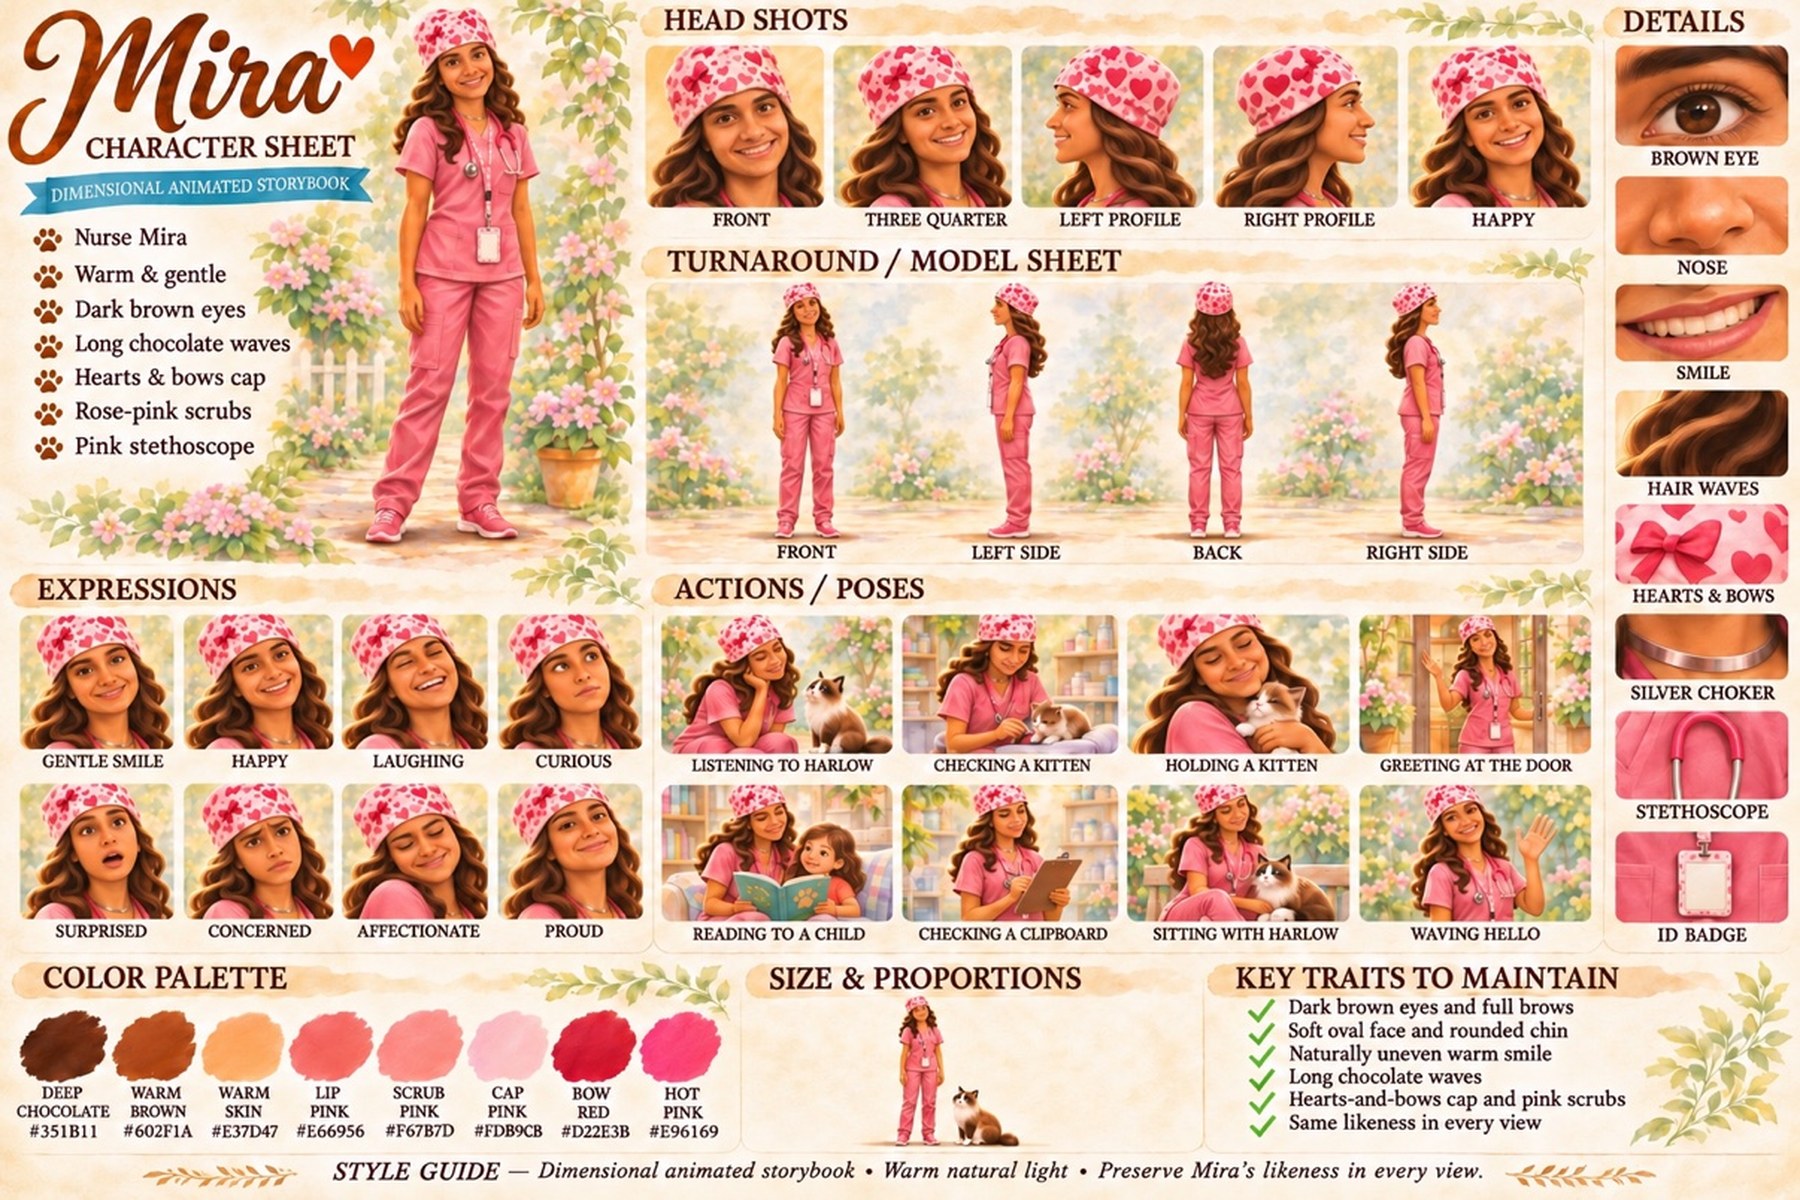 Mira
CHARACTER SHEET
DIMENSIONAL ANIMATED STORYBOOK
Nurse Mira
Warm & gentle
Dark brown eyes
Long chocolate waves
Hearts & bows cap
Rose-pink scrubs
Pink stethoscope
HEAD SHOTS
FRONT
THREE QUARTER
LEFT PROFILE
RIGHT PROFILE
HAPPY
TURNAROUND / MODEL SHEET
FRONT
LEFT SIDE
BACK
RIGHT SIDE
DETAILS
BROWN EYE
NOSE
SMILE
HAIR WAVES
HEARTS & BOWS
SILVER CHOKER
STETHOSCOPE
ID BADGE
EXPRESSIONS
GENTLE SMILE
HAPPY
LAUGHING
CURIOUS
SURPRISED
CONCERNED
AFFECTIONATE
PROUD
ACTIONS / POSES
LISTENING TO HARLOW
CHECKING A KITTEN
HOLDING A KITTEN
GREETING AT THE DOOR
READING TO A CHILD
CHECKING A CLIPBOARD
SITTING WITH HARLOW
WAVING HELLO
COLOR PALETTE
DEEP
CHOCOLATE
#351B11
WARM
BROWN
#602F1A
WARM
SKIN
#E37D47
LIP
PINK
#E66956
SCRUB
PINK
#F67B7D
CAP
PINK
#FDB9CB
BOW
RED
#D22E3B
HOT
PINK
#E96169
SIZE & PROPORTIONS
KEY TRAITS TO MAINTAIN
Dark brown eyes and full brows
Soft oval face and rounded chin
Naturally uneven warm smile
Long chocolate waves
Hearts-and-bows cap and pink scrubs
Same likeness in every view
STYLE GUIDE — Dimensional animated storybook • Warm natural light • Preserve Mira's likeness in every view.